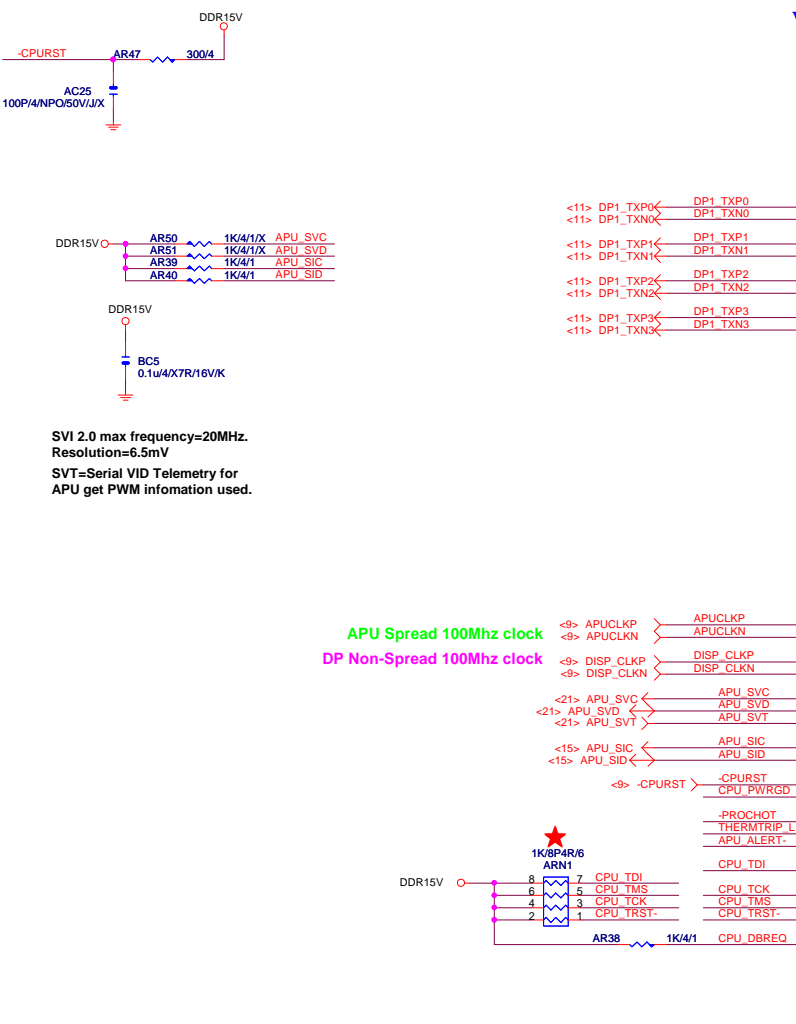 DDR15V
-CPURST
AR47
300/4
AC25
100P/4/NPO/50V/J/X
DDR15V
AR50 1K/4/1/X APU_SVC
AR51 1K/4/1/X APU_SVD
AR39 1K/4/1 APU_SIC
AR40 1K/4/1 APU_SID
DDR15V
BC5
0.1u/4/X7R/16V/K
SVI 2.0 max frequency=20MHz.
Resolution=6.5mV
SVT=Serial VID Telemetry for
APU get PWM infomation used.
<11> DP1_TXP0 DP1_TXP0
<11> DP1_TXN0 DP1_TXN0
<11> DP1_TXP1 DP1_TXP1
<11> DP1_TXN1 DP1_TXN1
<11> DP1_TXP2 DP1_TXP2
<11> DP1_TXN2 DP1_TXN2
<11> DP1_TXP3 DP1_TXP3
<11> DP1_TXN3 DP1_TXN3
APU Spread 100Mhz clock
DP Non-Spread 100Mhz clock
<9> APUCLKP APUCLKP
<9> APUCLKN APUCLKN
<9> DISP_CLKP DISP_CLKP
<9> DISP_CLKN DISP_CLKN
<21> APU_SVC APU_SVC
<21> APU_SVD APU_SVD
<21> APU_SVT APU_SVT
<15> APU_SIC APU_SIC
<15> APU_SID APU_SID
<9> -CPURST -CPURST
CPU_PWRGD
-PROCHOT
THERMTRIP_L
APU_ALERT-
CPU_TDI
CPU_TCK
CPU_TMS
CPU_TRST-
CPU_DBREQ
1K/8P4R/6
ARN1
DDR15V
8 7 CPU_TDI
6 5 CPU_TMS
4 3 CPU_TCK
2 1 CPU_TRST-
AR38 1K/4/1